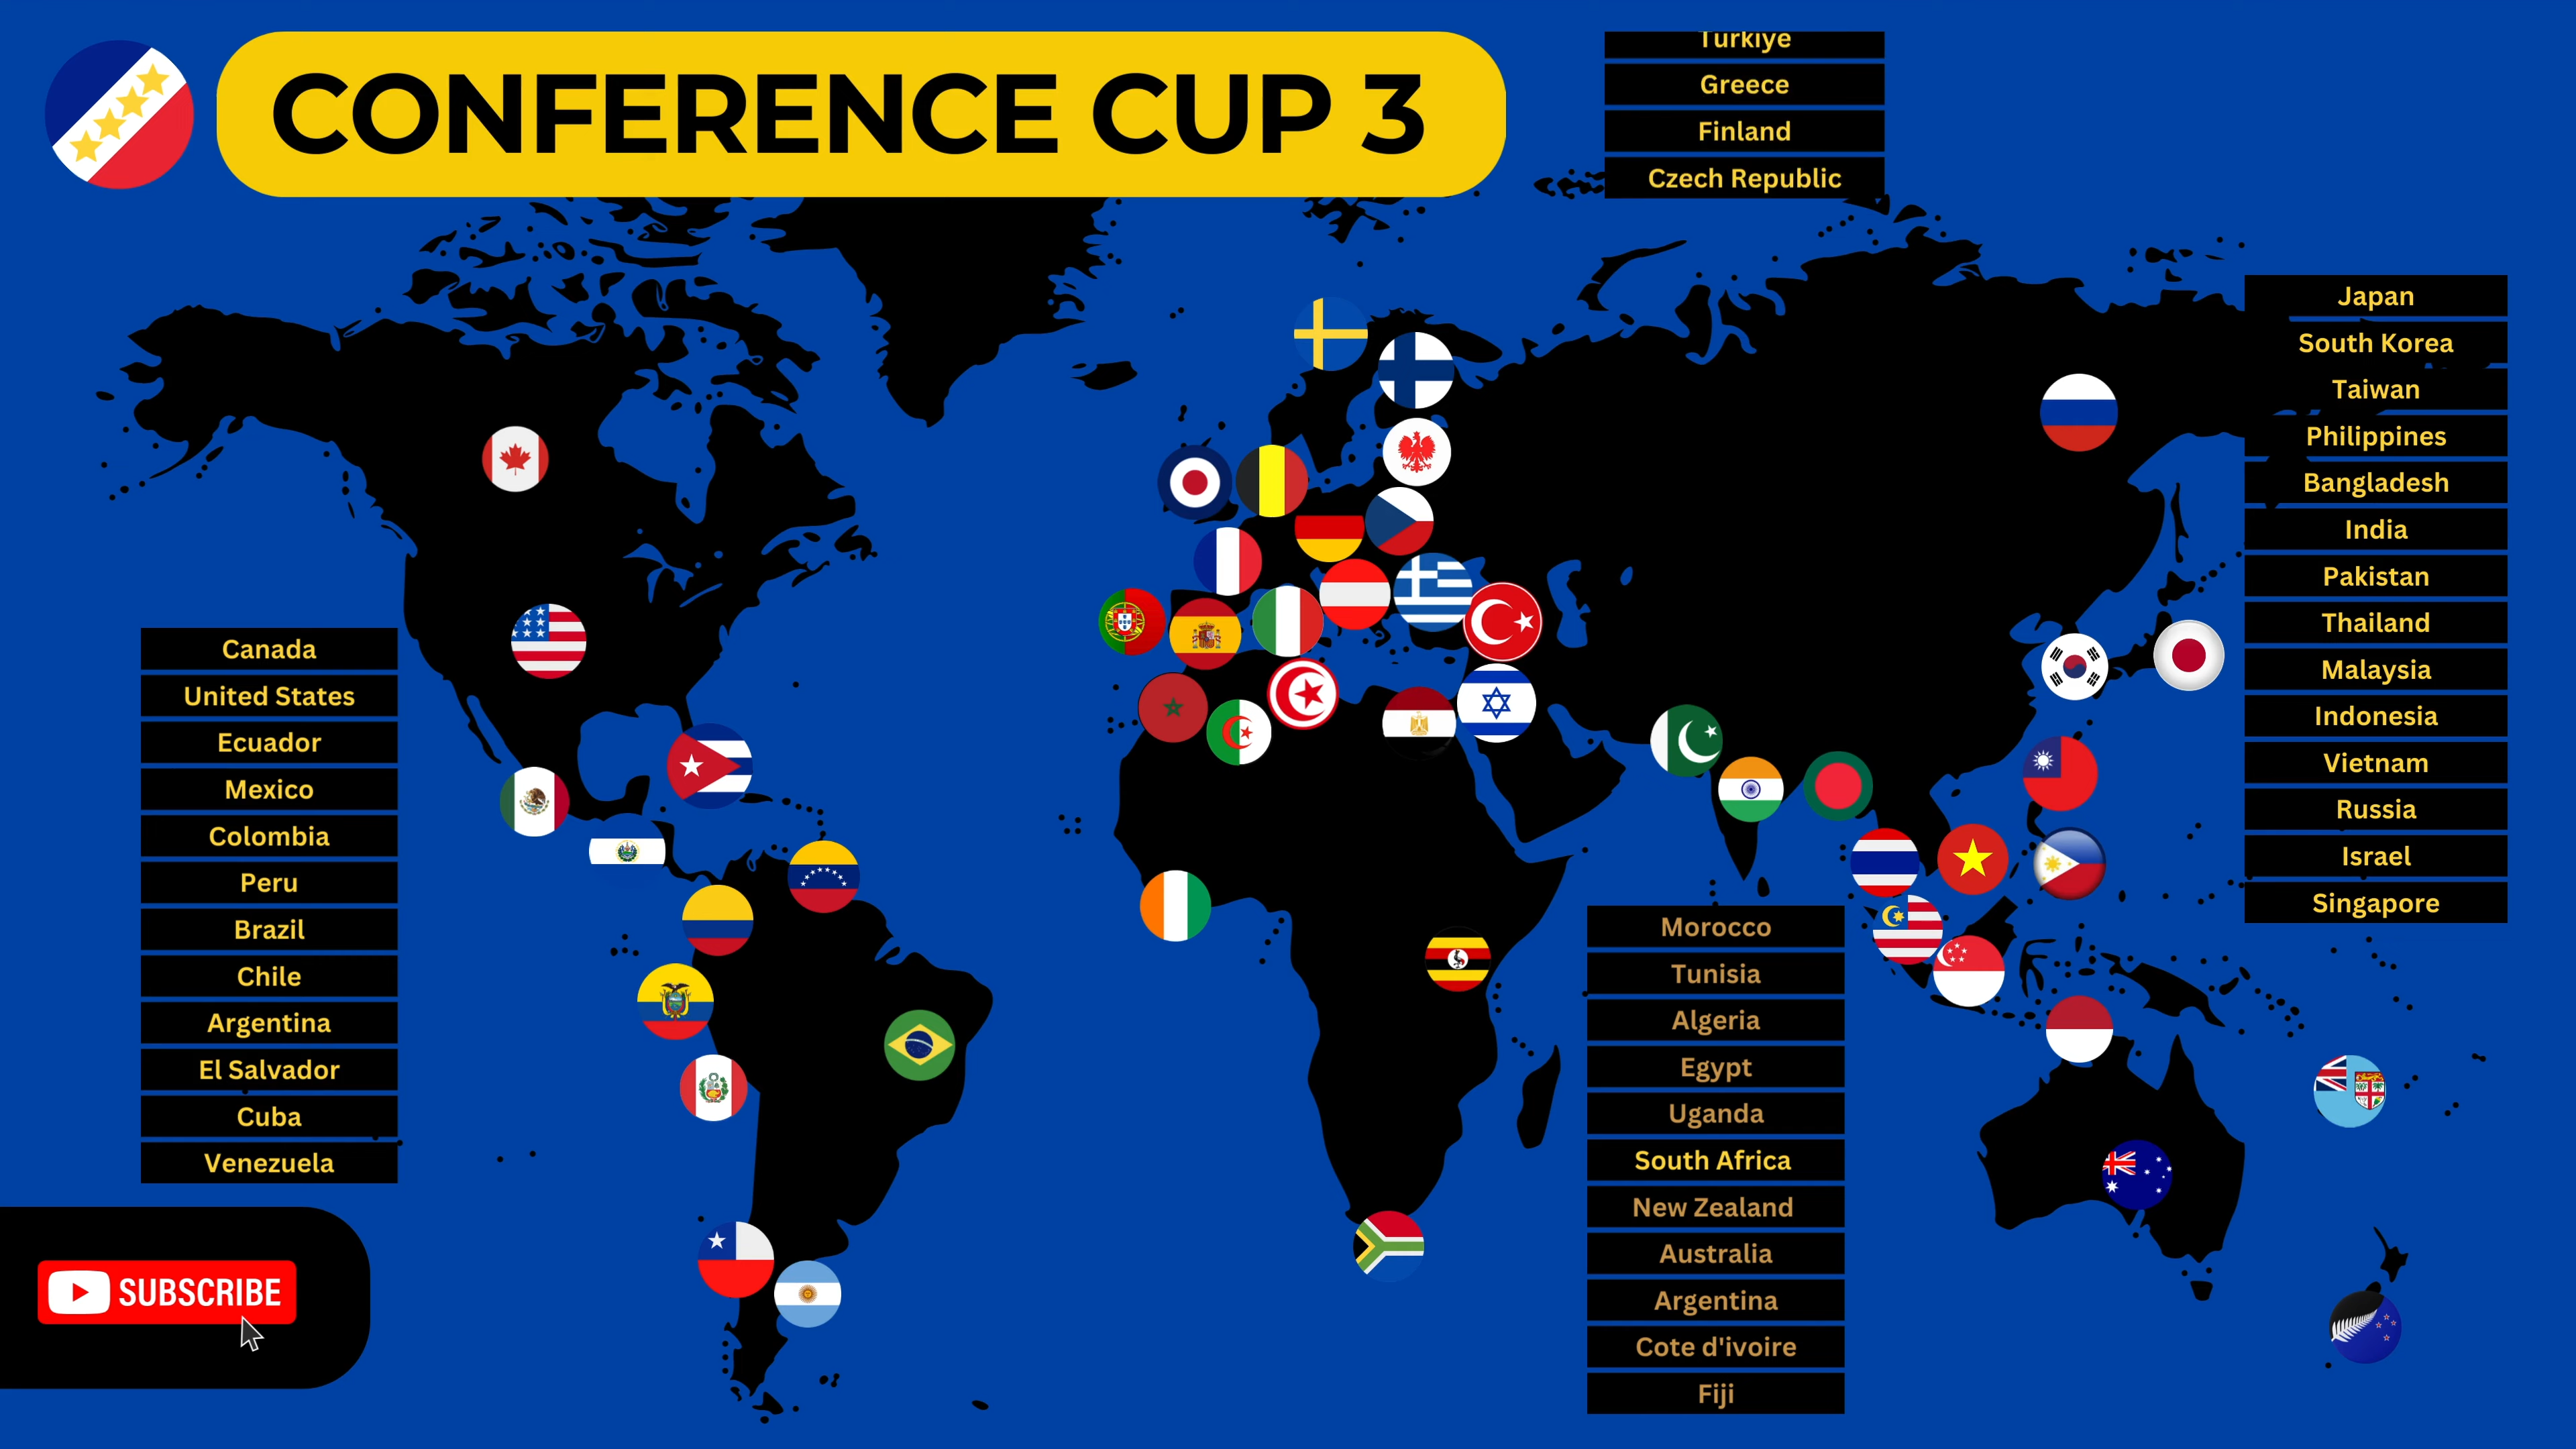 CONFERENCE CUP 3
Türkiye
Greece
Finland
Czech Republic
Japan
South Korea
Taiwan
Philippines
Bangladesh
India
Pakistan
Thailand
Malaysia
Indonesia
Vietnam
Russia
Israel
Singapore
Canada
United States
Ecuador
Mexico
Colombia
Peru
Brazil
Chile
Argentina
El Salvador
Cuba
Venezuela
Morocco
Tunisia
Algeria
Egypt
Uganda
South Africa
New Zealand
Australia
Argentina
Cote d'ivoire
Fiji
SUBSCRIBE